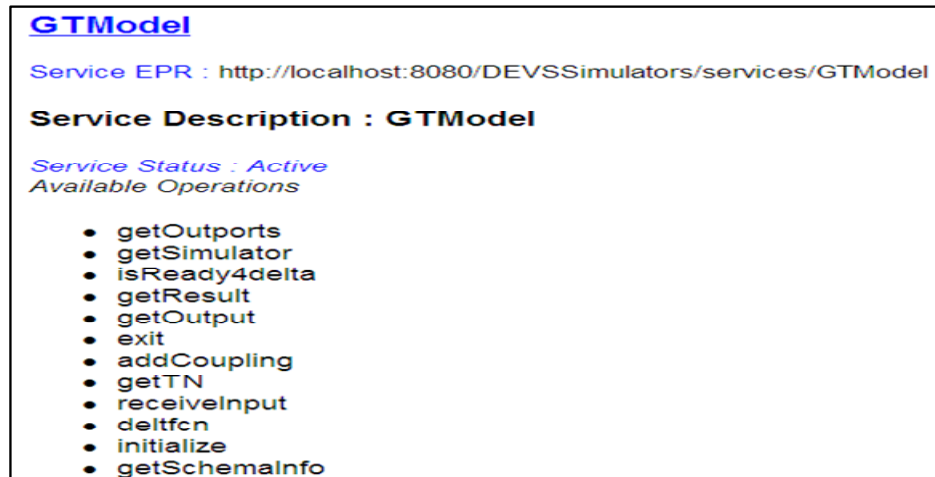 GTModel
Service EPR : http://localhost:8080/DEVSSimulators/services/GTModel
Service Description : GTModel
Service Status : Active
Available Operations
• getOutports
• getSimulator
• isReady4delta
• getResult
• getOutput
• exit
• addCoupling
• getTN
• receiveInput
• deltfcn
• initialize
• getSchemaInfo